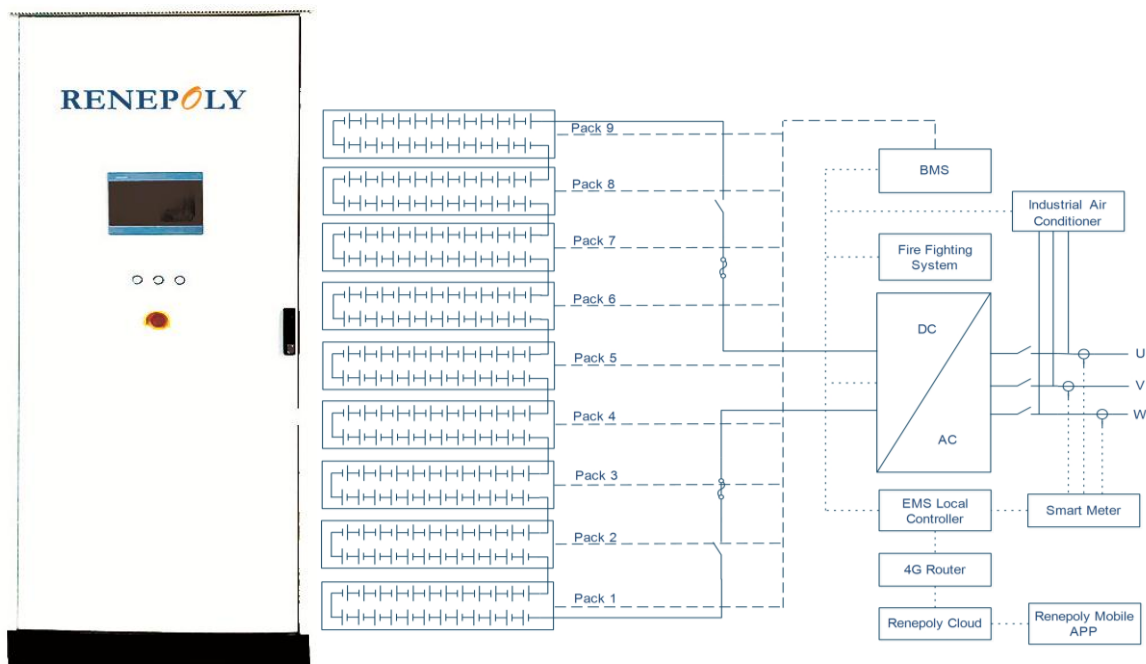 RENEPOLY
Pack 9
Pack 8
Pack 7
Pack 6
Pack 5
Pack 4
Pack 3
Pack 2
Pack 1
BMS
Industrial Air
Conditioner
Fire Fighting
System
DC
AC
U
V
W
EMS Local
Controller
Smart Meter
4G Router
Renepoly Cloud
Renepoly Mobile
APP